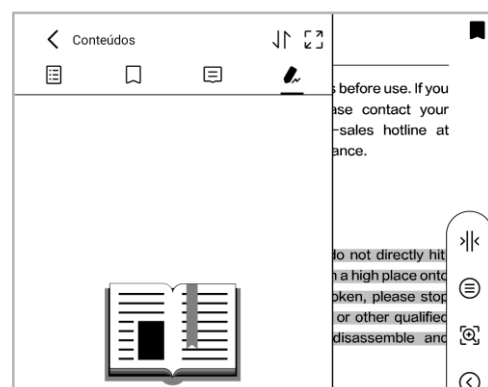 Conteúdos
s before use. If you
ase contact your
-sales hotline at
ance.
do not directly hit
n a high place onto
oken, please stop
or other qualified
disassemble and